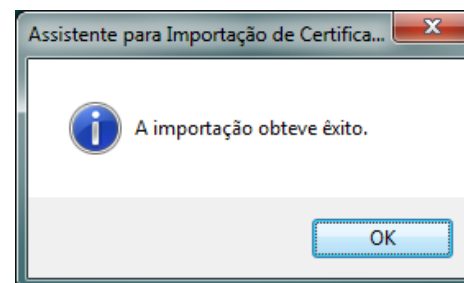 Assistente para Importação de Certifica...
A importação obteve êxito.
OK